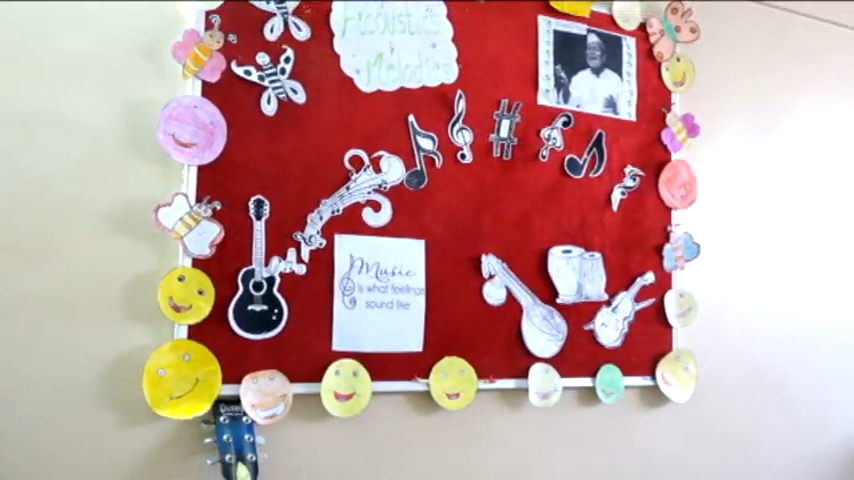 Acoustics
&
Melodies
Music
is what feelings
sound like